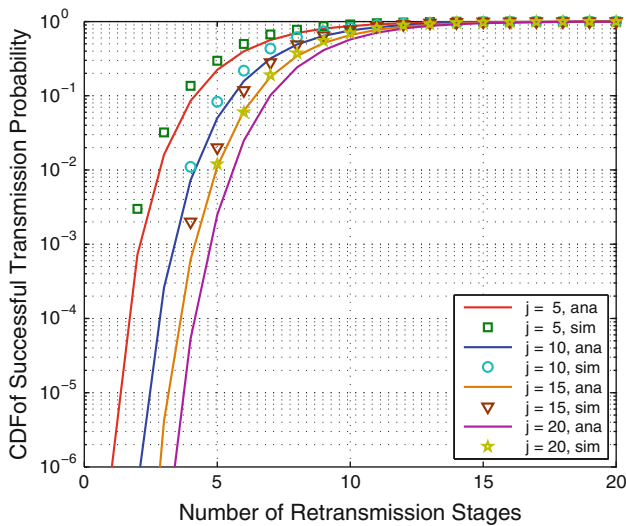 CDFof Successful Transmission Probability
10^0
10^-1
10^-2
10^-3
10^-4
10^-5
10^-6
0
5
10
15
20
Number of Retransmission Stages
j = 5, ana
j = 5, sim
j = 10, ana
j = 10, sim
j = 15, ana
j = 15, sim
j = 20, ana
j = 20, sim